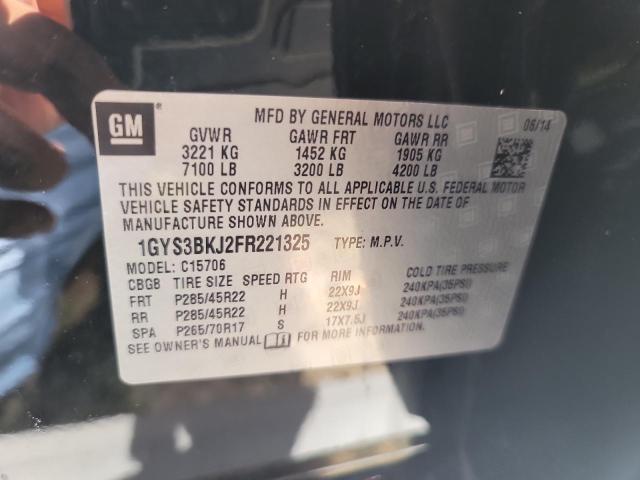 GM ®
MFD BY GENERAL MOTORS LLC 06/14
GVWR GAWR FRT GAWR RR
3221 KG 1452 KG 1905 KG
7100 LB 3200 LB 4200 LB
THIS VEHICLE CONFORMS TO ALL APPLICABLE U.S. FEDERAL MOTOR
VEHICLE SAFETY STANDARDS IN EFFECT ON THE DATE OF
MANUFACTURE SHOWN ABOVE.
1GYS3BKJ2FR221325 TYPE: M.P.V.
MODEL: C15706
CBGB TIRE SIZE SPEED RTG RIM COLD TIRE PRESSURE
FRT P285/45R22 H 22X9J 240KPA(35PSI)
RR P285/45R22 H 22X9J 240KPA(35PSI)
SPA P265/70R17 S 17X7.5J 240KPA(35PSI)
SEE OWNER'S MANUAL FOR MORE INFORMATION.